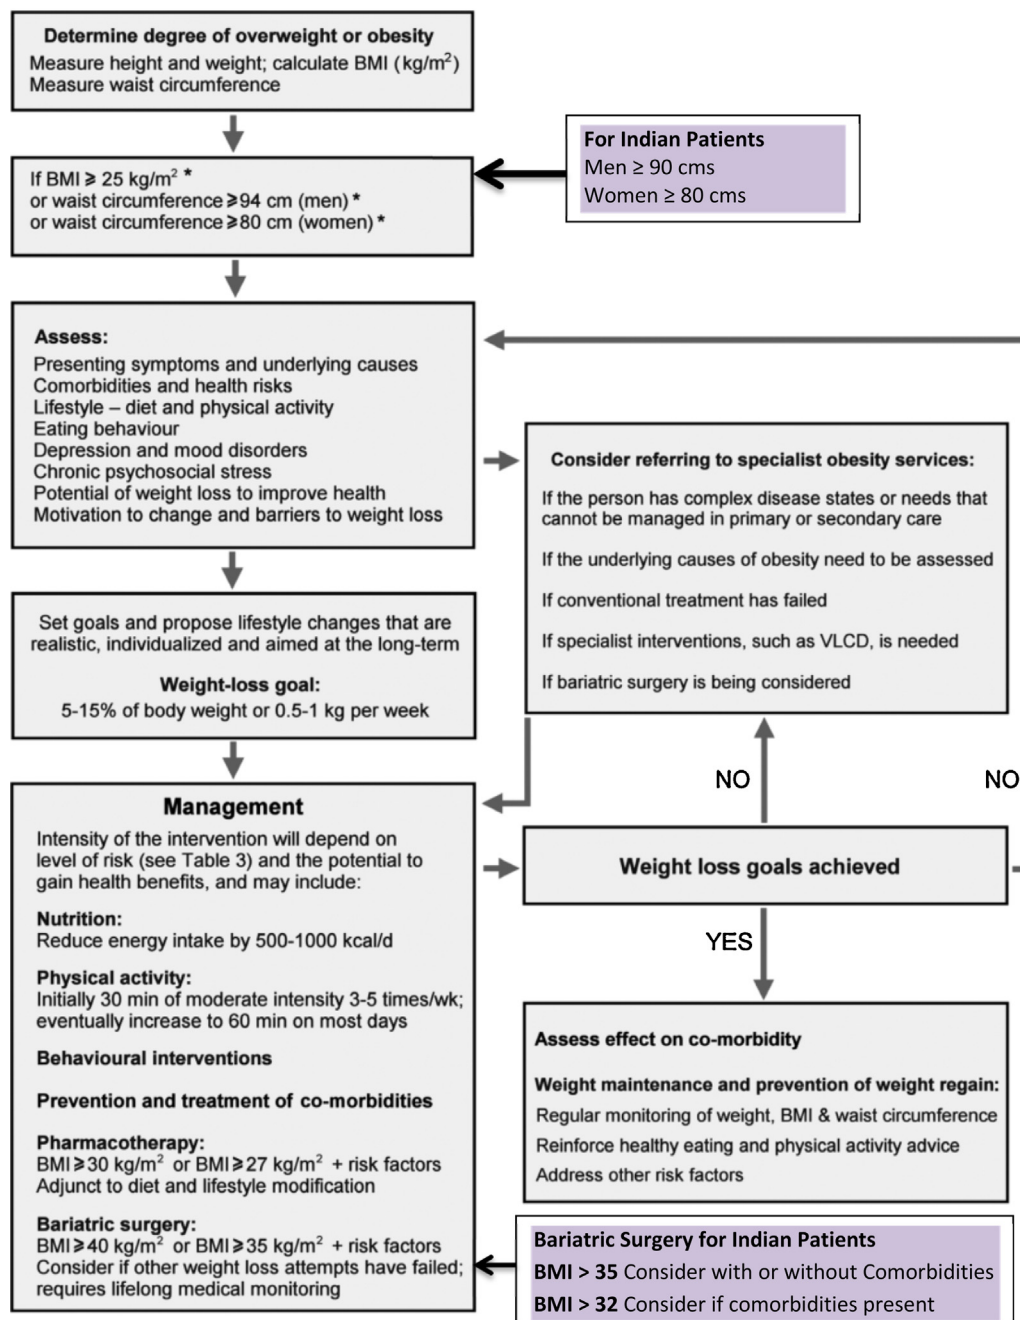 Determine degree of overweight or obesity
Measure height and weight; calculate BMI (kg/m²)
Measure waist circumference
If BMI ⩾ 25 kg/m² *
or waist circumference ⩾94 cm (men) *
or waist circumference ⩾80 cm (women) *
For Indian Patients
Men ≥ 90 cms
Women ≥ 80 cms
Assess:
Presenting symptoms and underlying causes
Comorbidities and health risks
Lifestyle – diet and physical activity
Eating behaviour
Depression and mood disorders
Chronic psychosocial stress
Potential of weight loss to improve health
Motivation to change and barriers to weight loss
Consider referring to specialist obesity services:
If the person has complex disease states or needs that
cannot be managed in primary or secondary care
If the underlying causes of obesity need to be assessed
If conventional treatment has failed
If specialist interventions, such as VLCD, is needed
If bariatric surgery is being considered
Set goals and propose lifestyle changes that are
realistic, individualized and aimed at the long-term
Weight-loss goal:
5-15% of body weight or 0.5-1 kg per week
NO
NO
Management
Intensity of the intervention will depend on
level of risk (see Table 3) and the potential to
gain health benefits, and may include:
Nutrition:
Reduce energy intake by 500-1000 kcal/d
Physical activity:
Initially 30 min of moderate intensity 3-5 times/wk;
eventually increase to 60 min on most days
Behavioural interventions
Prevention and treatment of co-morbidities
Pharmacotherapy:
BMI⩾30 kg/m² or BMI⩾27 kg/m² + risk factors
Adjunct to diet and lifestyle modification
Bariatric surgery:
BMI⩾40 kg/m² or BMI⩾35 kg/m² + risk factors
Consider if other weight loss attempts have failed;
requires lifelong medical monitoring
Weight loss goals achieved
YES
Assess effect on co-morbidity
Weight maintenance and prevention of weight regain:
Regular monitoring of weight, BMI & waist circumference
Reinforce healthy eating and physical activity advice
Address other risk factors
Bariatric Surgery for Indian Patients
BMI > 35 Consider with or without Comorbidities
BMI > 32 Consider if comorbidities present